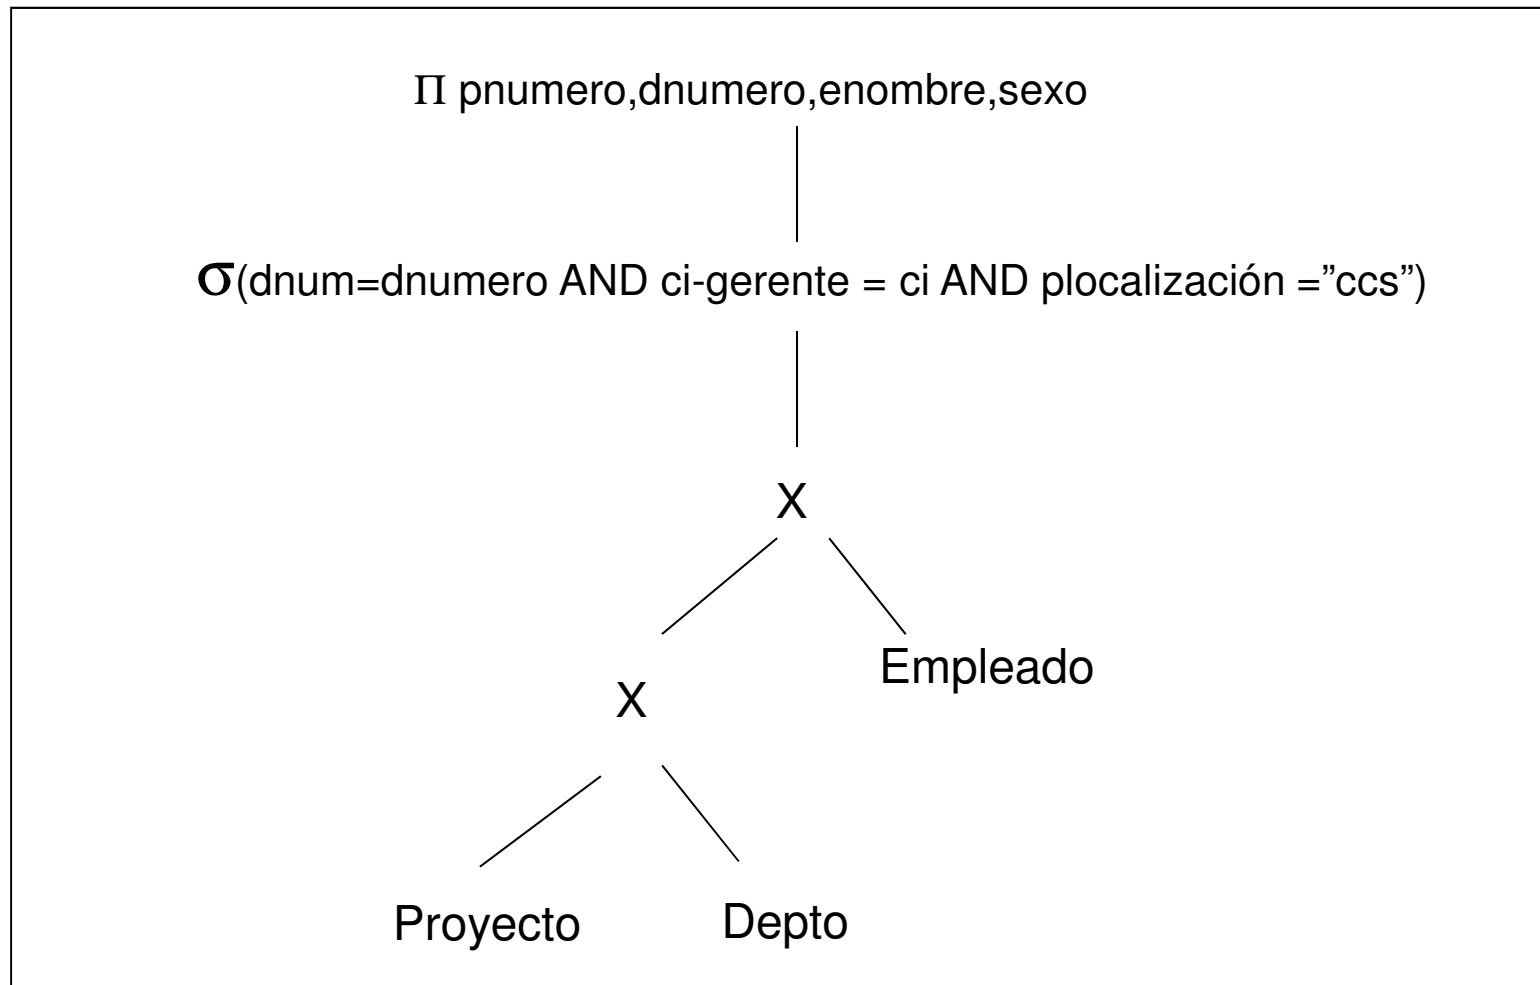 Π pnumero,dnumero,enombre,sexo
σ(dnum=dnumero AND ci-gerente = ci AND plocalización =”ccs”)
X
Empleado
X
Proyecto Depto